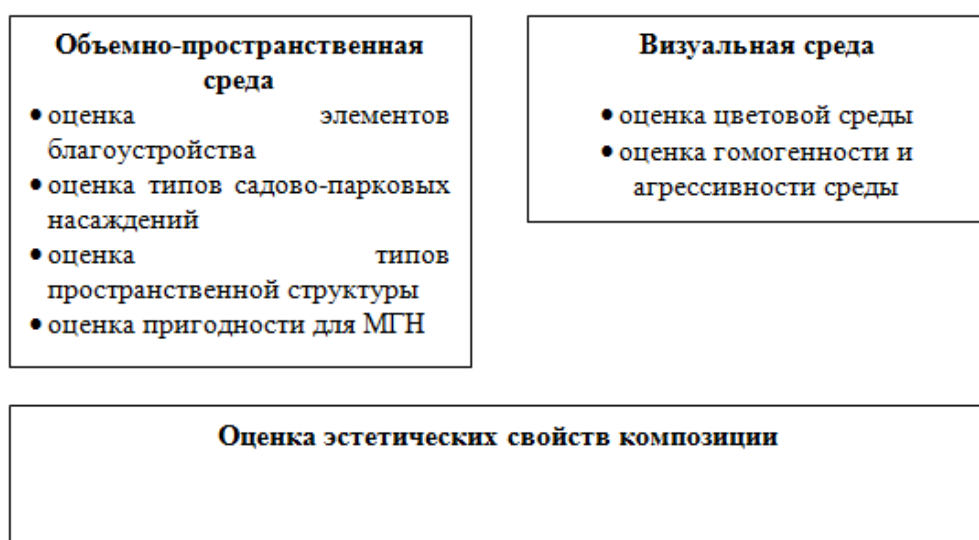 Объемно-пространственная
среда
• оценка элементов
благоустройства
• оценка типов садово-парковых
насаждений
• оценка типов
пространственной структуры
• оценка пригодности для МГН
Визуальная среда
• оценка цветовой среды
• оценка гомогенности и
агрессивности среды
Оценка эстетических свойств композиции